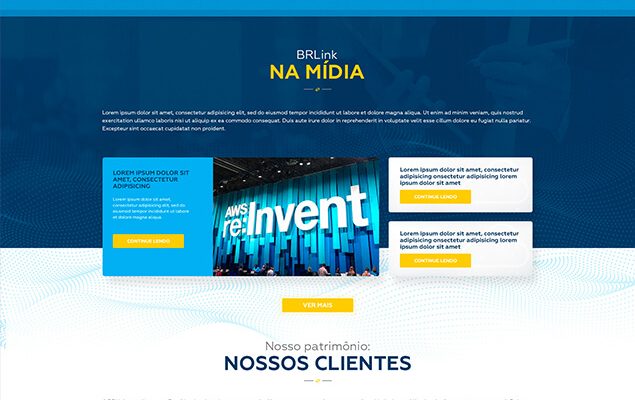 BRLink
NA MÍDIA
Lorem ipsum dolor sit amet, consectetur adipisicing elit, sed do eiusmod tempor incididunt ut labore et dolore magna aliqua. Ut enim ad minim veniam, quis nostrud
exercitation ullamco laboris nisi ut aliquip ex ea commodo consequat. Duis aute irure dolor in reprehenderit in voluptate velit esse cillum dolore eu fugiat nulla pariatur.
Excepteur sint occaecat cupidatat non proident.
LOREM IPSUM DOLOR SIT
AMET, CONSECTETUR
ADIPISICING
Lorem ipsum dolor sit amet,
consectetur adipisicing elit, sed do
eiusmod tempor incididunt ut labore et
dolore magna aliqua.
CONTINUE LENDO
AWS
re:Invent
Lorem ipsum dolor sit amet, consectetur
adipisicing onsectetur adipisicing lorem
ipsum dolor sit amet
CONTINUE LENDO
Lorem ipsum dolor sit amet, consectetur
adipisicing onsectetur adipisicing lorem
ipsum dolor sit amet
CONTINUE LENDO
VER MAIS
Nosso patrimônio:
NOSSOS CLIENTES